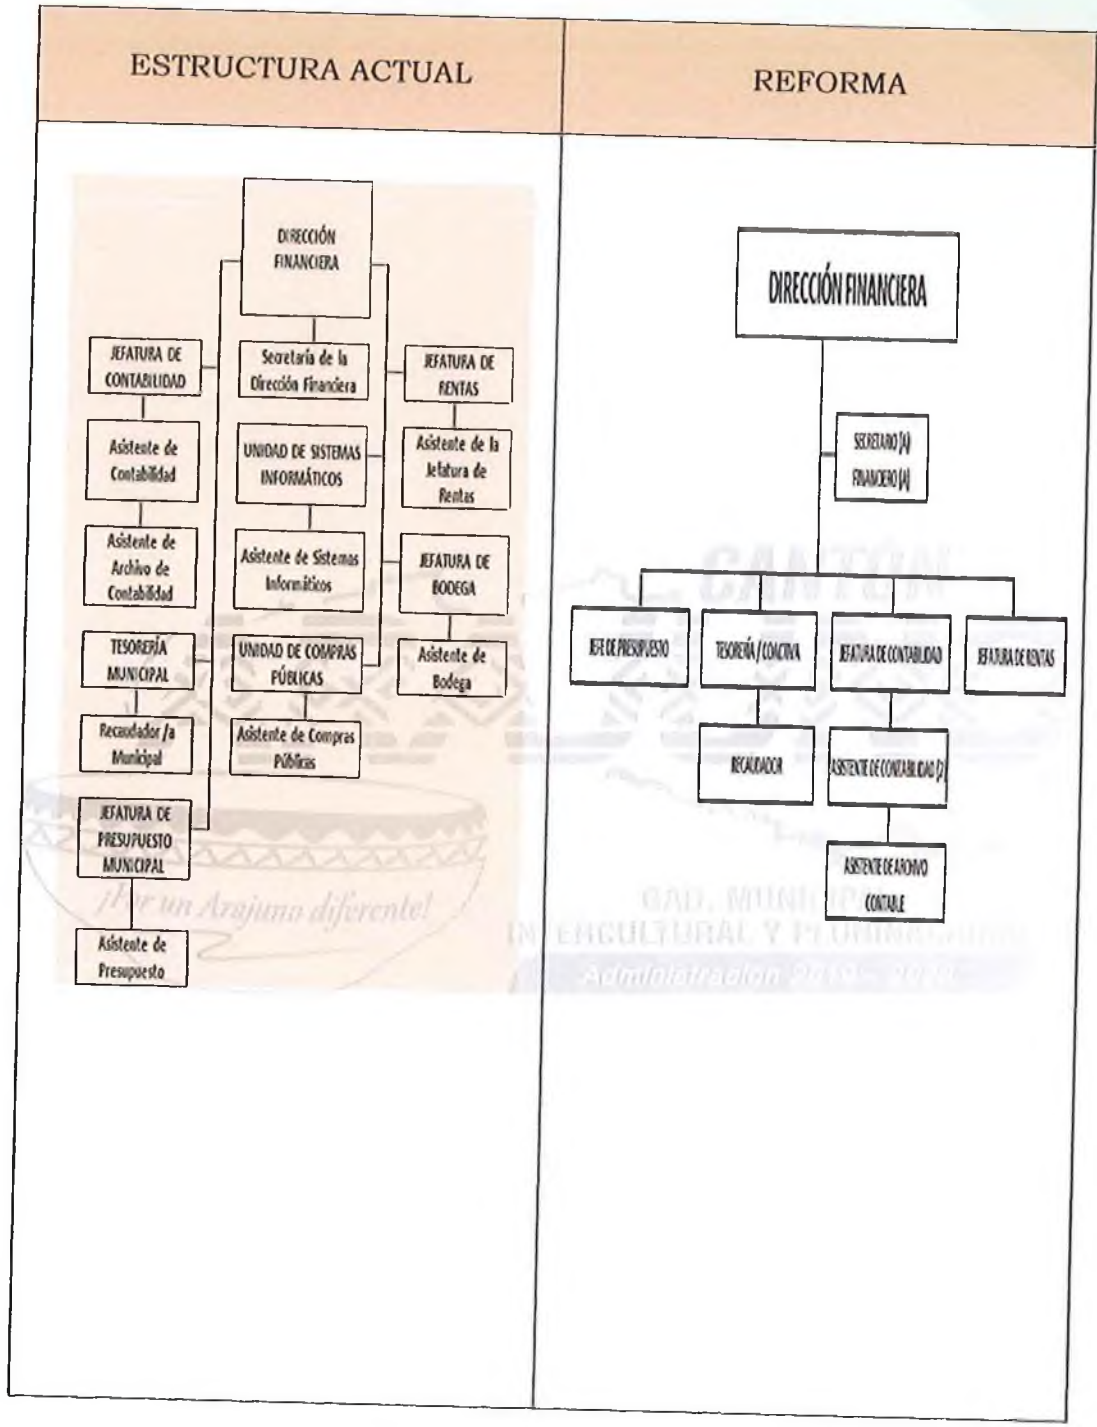 ESTRUCTURA ACTUAL
REFORMA
DIRECCIÓN
FINANCIERA
JEFATURA DE
CONTABILIDAD
Secretaría de la
Dirección Financiera
JEFATURA DE
RENTAS
Asistente de
Contabilidad
UNIDAD DE SISTEMAS
INFORMÁTICOS
Asistente de la
Jefatura de
Rentas
Asistente de
Archivo de
Contabilidad
Asistente de Sistemas
Informáticos
JEFATURA DE
BODEGA
TESORERÍA
MUNICIPAL
UNIDAD DE COMPRAS
PÚBLICAS
Asistente de
Bodega
Recaudador/a
Municipal
Asistente de Compras
Públicas
JEFATURA DE
PRESUPUESTO
MUNICIPAL
Asistente de
Presupuesto
DIRECCIÓN FINANCIERA
SECRETARIO (A)
FINANCIERO (A)
JEFE DE PRESUPUESTO
TESORERÍA / COACTIVA
JEFATURA DE CONTABILIDAD
JEFATURA DE RENTAS
RECAUDADOR
ASISTENTE DE CONTABILIDAD (2)
ASISTENTE DE ARCHIVO
CONTABLE
CANTÓN
¡Por un Arajuno diferente!
GAD. MUNICIPAL
INTERCULTURAL Y PLURINACIONAL
Administración 2019 -